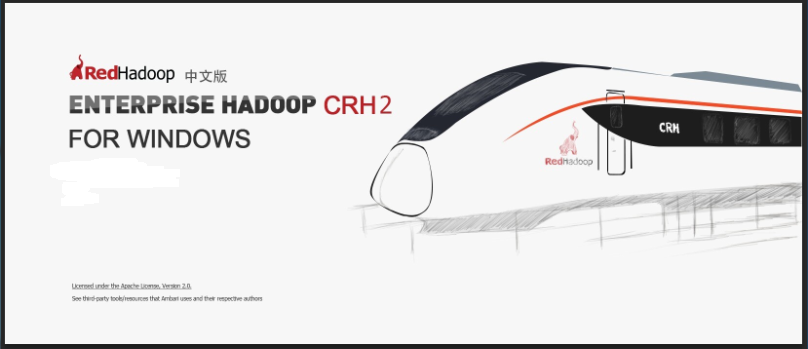 RedHadoop 中文版
ENTERPRISE HADOOP CRH2
FOR WINDOWS
CRH
RedHadoop
Licensed under the Apache License, Version 2.0.
See third-party tools/resources that Ambari uses and their respective authors